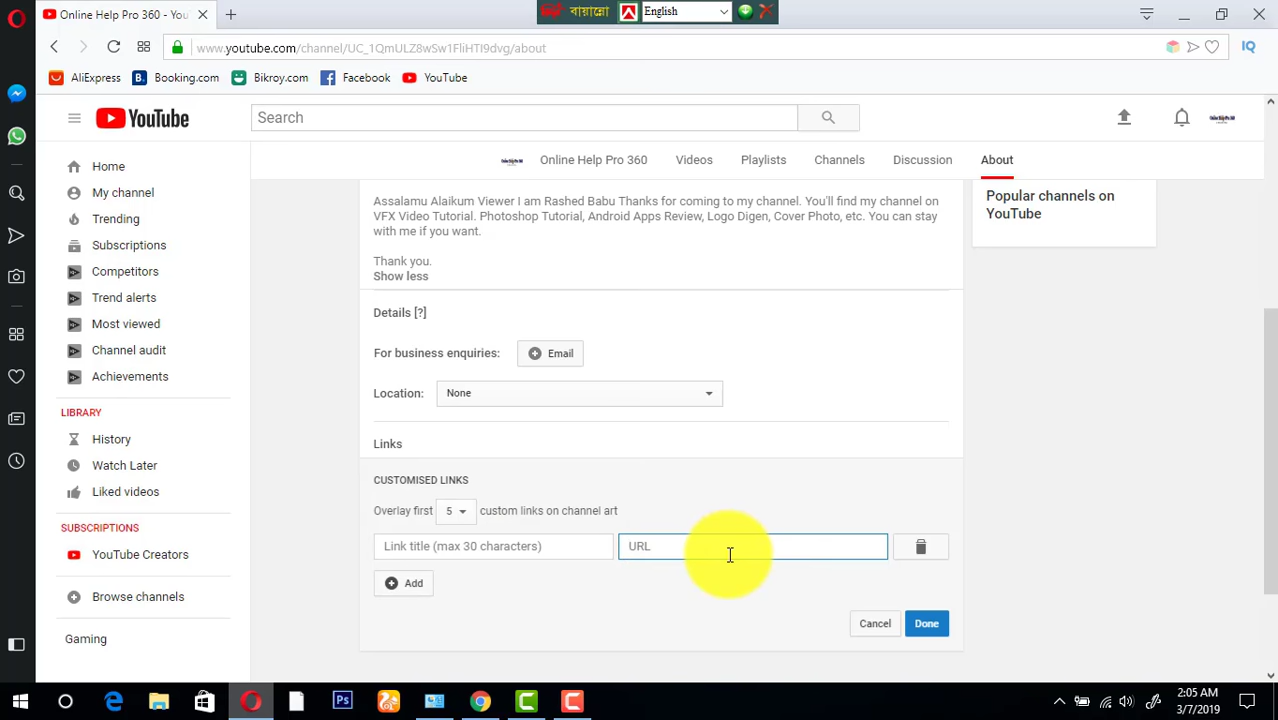 Online Help Pro 360 - You
বায়ান্নো
English
www.youtube.com/channel/UC_1QmULZ8wSw1FliHTI9dvg/about
IQ
AliExpress
B.
Booking.com
Bikroy.com
Facebook
YouTube
YouTube
Search
Home
My channel
Trending
Subscriptions
Competitors
Trend alerts
Most viewed
Channel audit
Achievements
LIBRARY
History
Watch Later
Liked videos
SUBSCRIPTIONS
YouTube Creators
Browse channels
Gaming
Online Help Pro 360
Videos
Playlists
Channels
Discussion
About
Assalamu Alaikum Viewer I am Rashed Babu Thanks for coming to my channel. You'll find my channel on
VFX Video Tutorial. Photoshop Tutorial, Android Apps Review, Logo Digen, Cover Photo, etc. You can stay
with me if you want.
Thank you.
Show less
Details [?]
For business enquiries:
Email
Location:
None
Links
CUSTOMISED LINKS
Overlay first
5
custom links on channel art
Link title (max 30 characters)
URL
Add
Cancel
Done
Popular channels on
YouTube
Ps
2:05 AM
3/7/2019